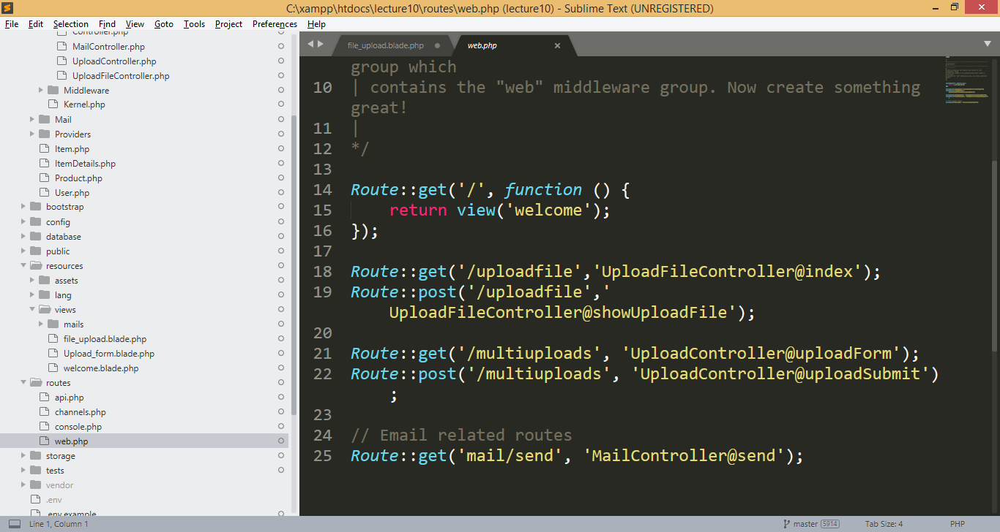 C:\xampp\htdocs\lecture10\routes\web.php (lecture10) - Sublime Text (UNREGISTERED)
File Edit Selection Find View Goto Tools Project Preferences Help
Controller.php
MailController.php
UploadController.php
UploadFileController.php
Middleware
Kernel.php
Mail
Providers
Item.php
ItemDetails.php
Product.php
User.php
bootstrap
config
database
public
resources
assets
lang
views
mails
file_upload.blade.php
Upload_form.blade.php
welcome.blade.php
routes
api.php
channels.php
console.php
web.php
storage
tests
vendor
.env
.env.example
file_upload.blade.php web.php
group which
10 | contains the "web" middleware group. Now create something
great!
11 |
12 */
13
14 Route::get('/', function () {
15 return view('welcome');
16 });
17
18 Route::get('/uploadfile','UploadFileController@index');
19 Route::post('/uploadfile','
UploadFileController@showUploadFile');
20
21 Route::get('/multiuploads', 'UploadController@uploadForm');
22 Route::post('/multiuploads', 'UploadController@uploadSubmit')
;
23
24 // Email related routes
25 Route::get('mail/send', 'MailController@send');
Line 1, Column 1 master 5914 Tab Size: 4 PHP